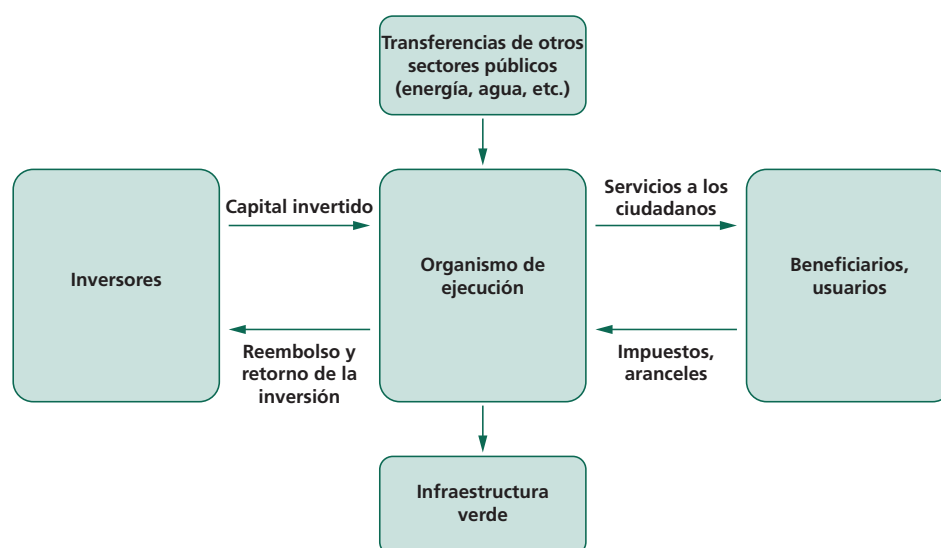 Transferencias de otros
sectores públicos
(energía, agua, etc.)
Inversores
Capital invertido
Reembolso y
retorno de la
inversión
Organismo de
ejecución
Servicios a los
ciudadanos
Impuestos,
aranceles
Beneficiarios,
usuarios
Infraestructura
verde